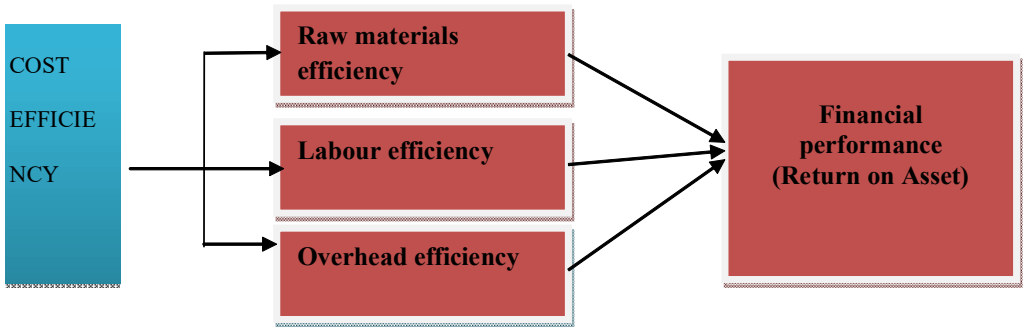 COST
EFFICIE
NCY
Raw materials
efficiency
Labour efficiency
Overhead efficiency
Financial
performance
(Return on Asset)